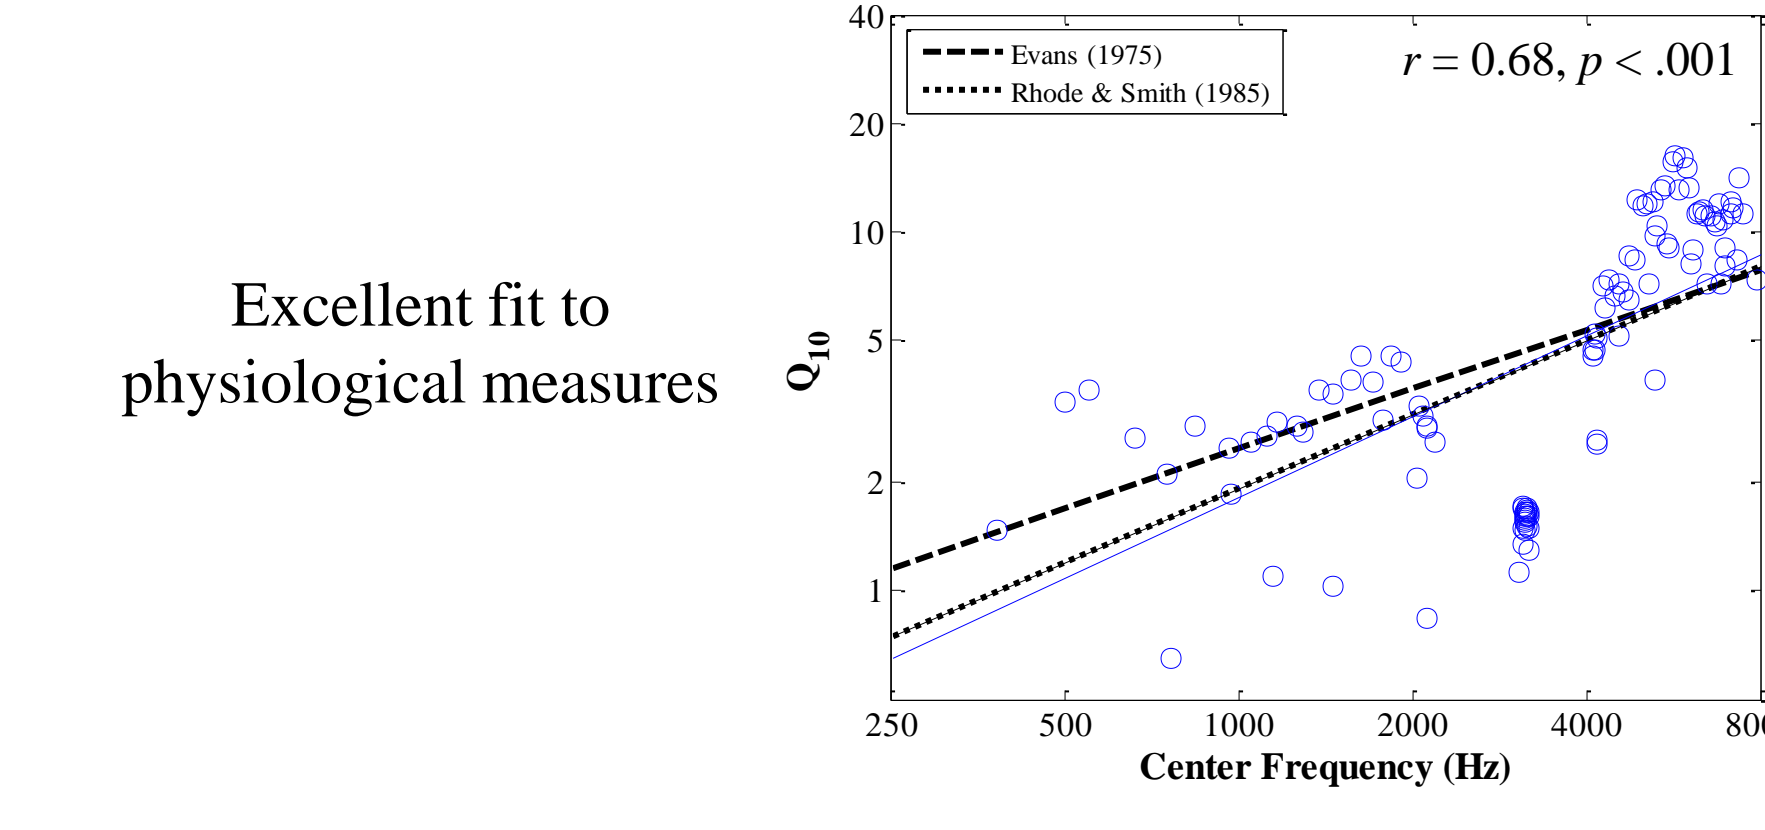 Excellent fit to
physiological measures
Evans (1975)
Rhode & Smith (1985)
r = 0.68, p < .001
40
20
10
5
2
1
Q10
250 500 1000 2000 4000 800
Center Frequency (Hz)